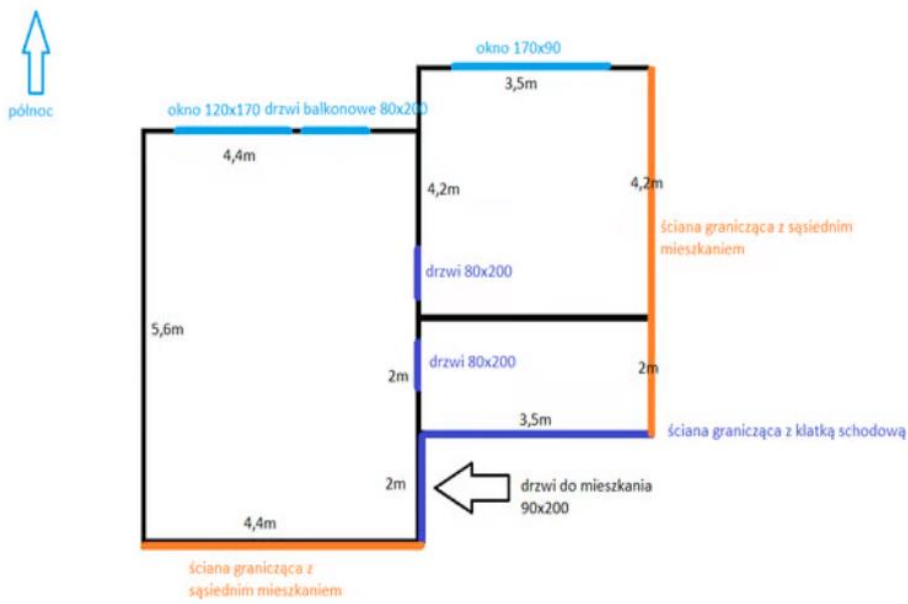 północ
okno 170x90
3,5m
okno 120x170 drzwi balkonowe 80x200
4,4m
4,2m
4,2m
ściana granicząca z sąsiednim
mieszkaniem
drzwi 80x200
5,6m
drzwi 80x200
2m
2m
3,5m
ściana granicząca z klatką schodową
2m
drzwi do mieszkania
90x200
4,4m
ściana granicząca z
sąsiednim mieszkaniem